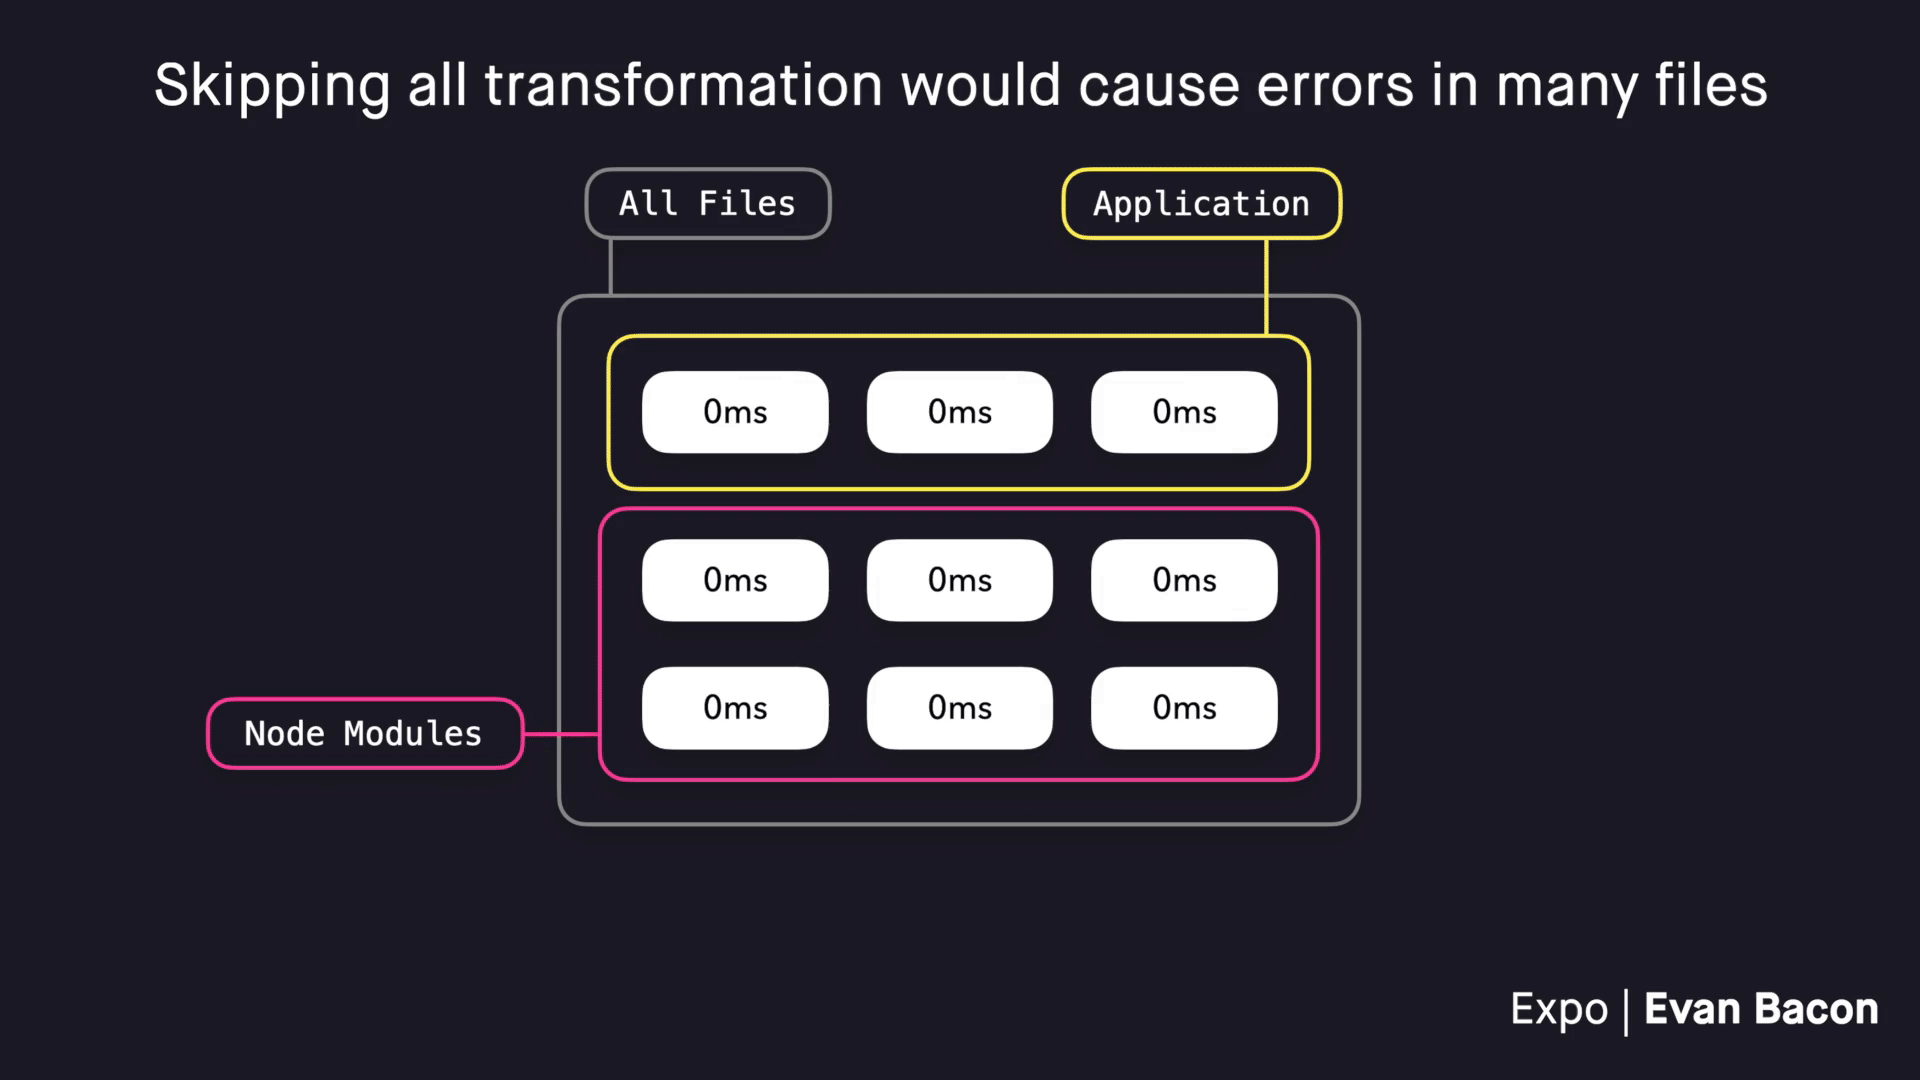 Skipping all transformation would cause errors in many files
All Files
Application
0ms 0ms 0ms
0ms 0ms 0ms
0ms 0ms 0ms
Node Modules
Expo | Evan Bacon